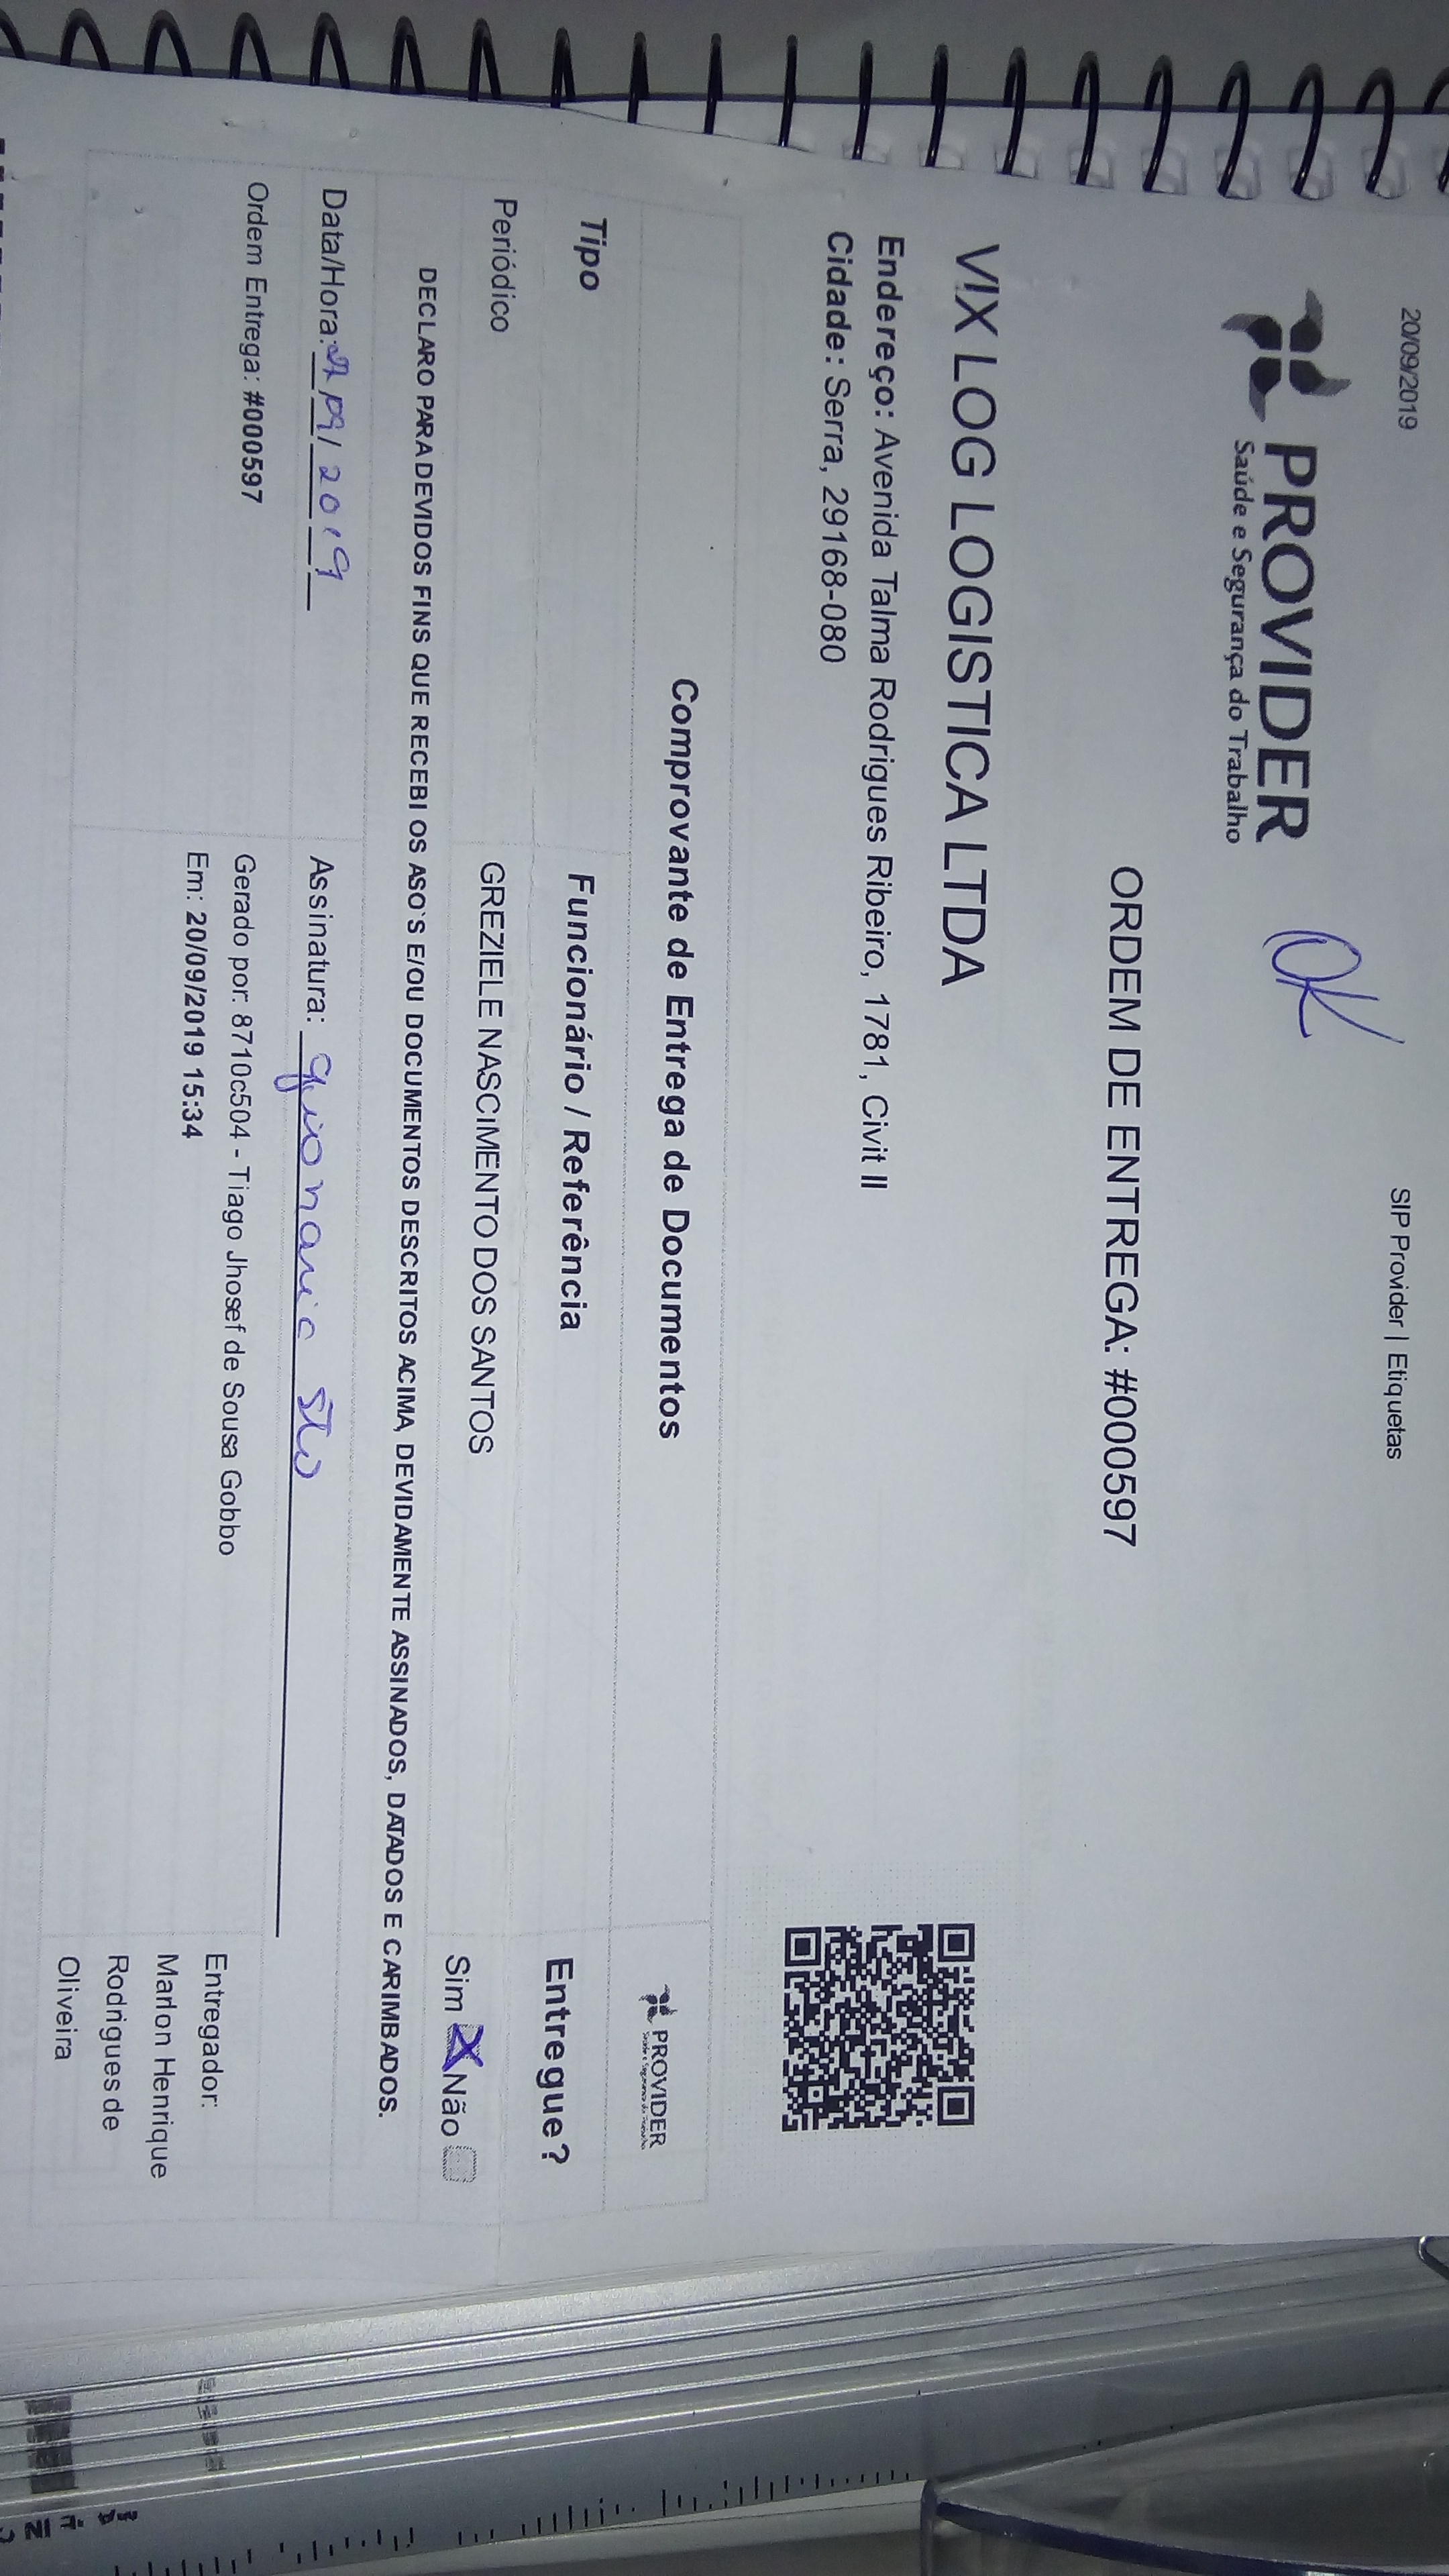 20/09/2019 SIP Provider | Etiquetas
PROVIDER OK
Saúde e Segurança do Trabalho
ORDEM DE ENTREGA: #000597
VIX LOG LOGISTICA LTDA
Endereço: Avenida Talma Rodrigues Ribeiro, 1781, Civit II
Cidade: Serra, 29168-080
Comprovante de Entrega de Documentos
PROVIDER
Saúde e Segurança do Trabalho
Tipo Funcionário / Referência Entregue?
Periódico GREZIELE NASCIMENTO DOS SANTOS Sim X Não
DECLARO PARA DEVIDOS FINS QUE RECEBI OS ASO'S E/OU DOCUMENTOS DESCRITOS ACIMA, DEVIDAMENTE ASSINADOS, DATADOS E CARIMBADOS.
Data/Hora: 09/2019 Assinatura:
Ordem Entrega: #000597 Gerado por: 8710c504 - Tiago Jhosef de Sousa Gobbo
Em: 20/09/2019 15:34
Entregador:
Marlon Henrique
Rodrigues de
Oliveira